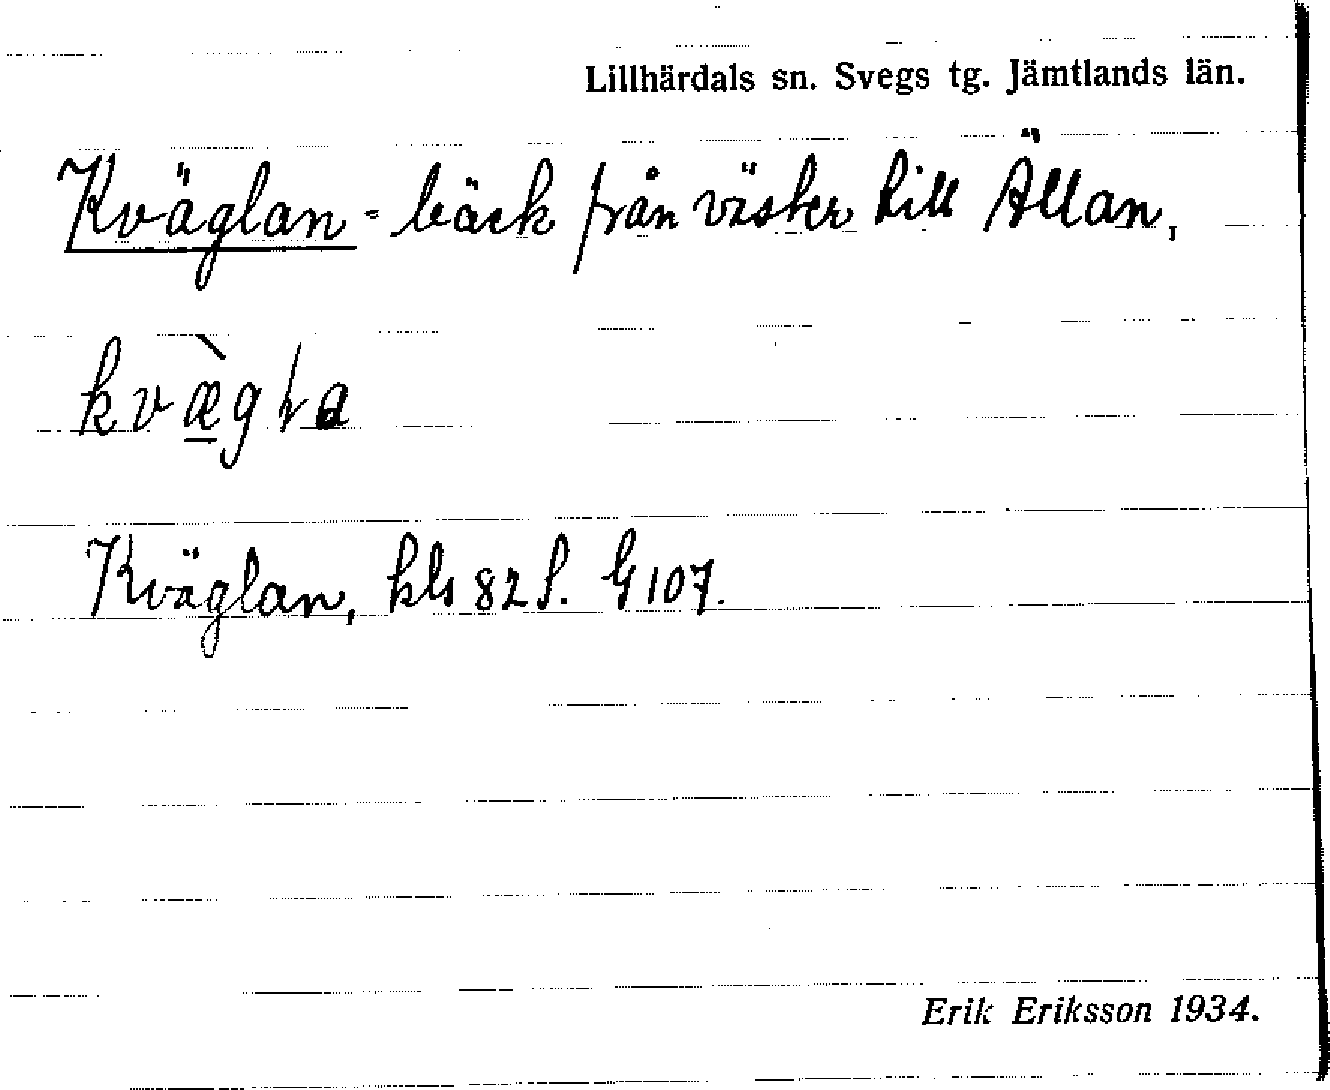 Lillhärdals sn. Svegs tg. Jämtlands län.
Kväglan - bäck från väster till Ällan,
Kväglan, kls 82 S. G 107.
Erik Eriksson 1934.